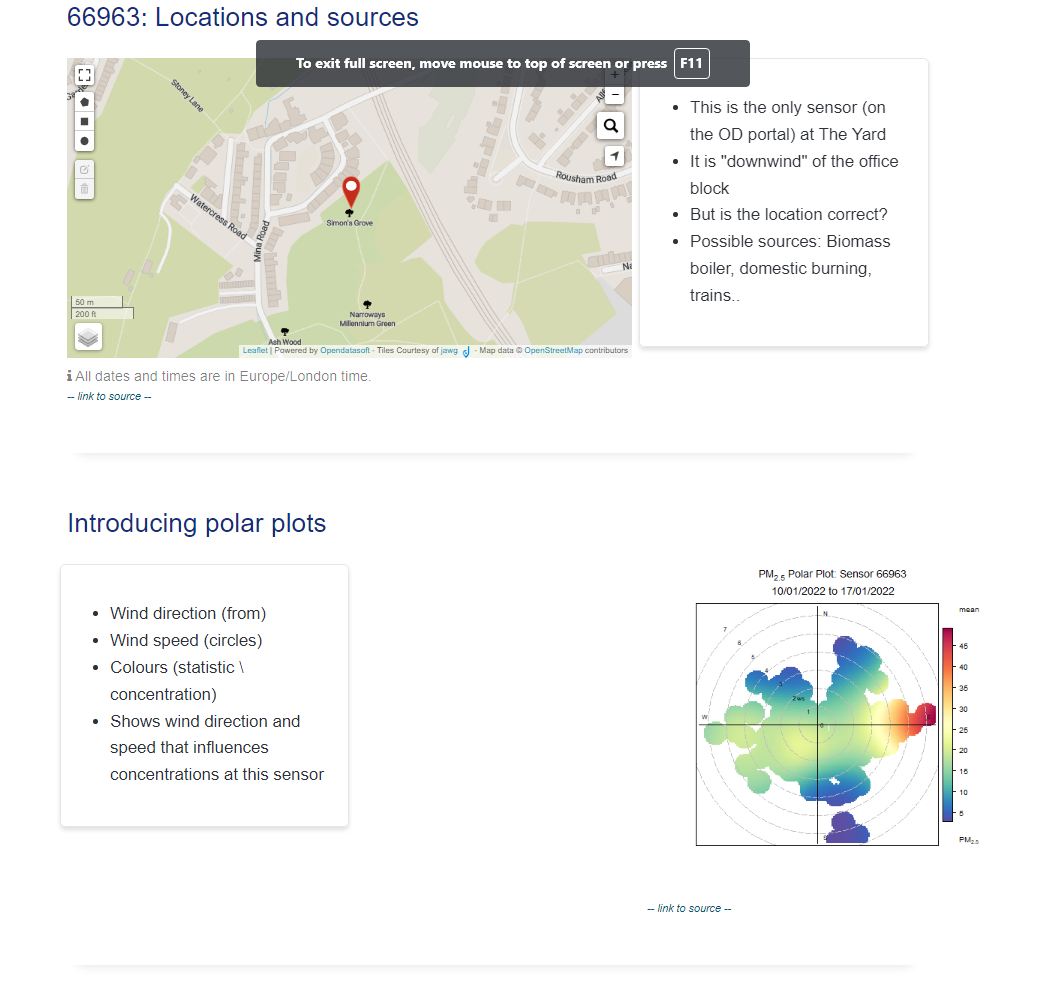 66963: Locations and sources
To exit full screen, move mouse to top of screen or press F11
Stoney Lane
+
−
Rousham Road
Watercress Road
Mina Road
Simon's Grove
Narroways
Millennium Green
Ash Wood
50 m
200 ft
Leaflet | Powered by Opendatasoft - Tiles Courtesy of jawg - Map data © OpenStreetMap contributors
• This is the only sensor (on
the OD portal) at The Yard
• It is "downwind" of the office
block
• But is the location correct?
• Possible sources: Biomass
boiler, domestic burning,
trains..
All dates and times are in Europe/London time.
-- link to source --
Introducing polar plots
• Wind direction (from)
• Wind speed (circles)
• Colours (statistic \
concentration)
• Shows wind direction and
speed that influences
concentrations at this sensor
PM2.5 Polar Plot: Sensor 66963
10/01/2022 to 17/01/2022
mean
N
7
6
5
4
3
2 ws
1
0
W
45
40
35
30
25
20
15
10
5
PM2.5
-- link to source --